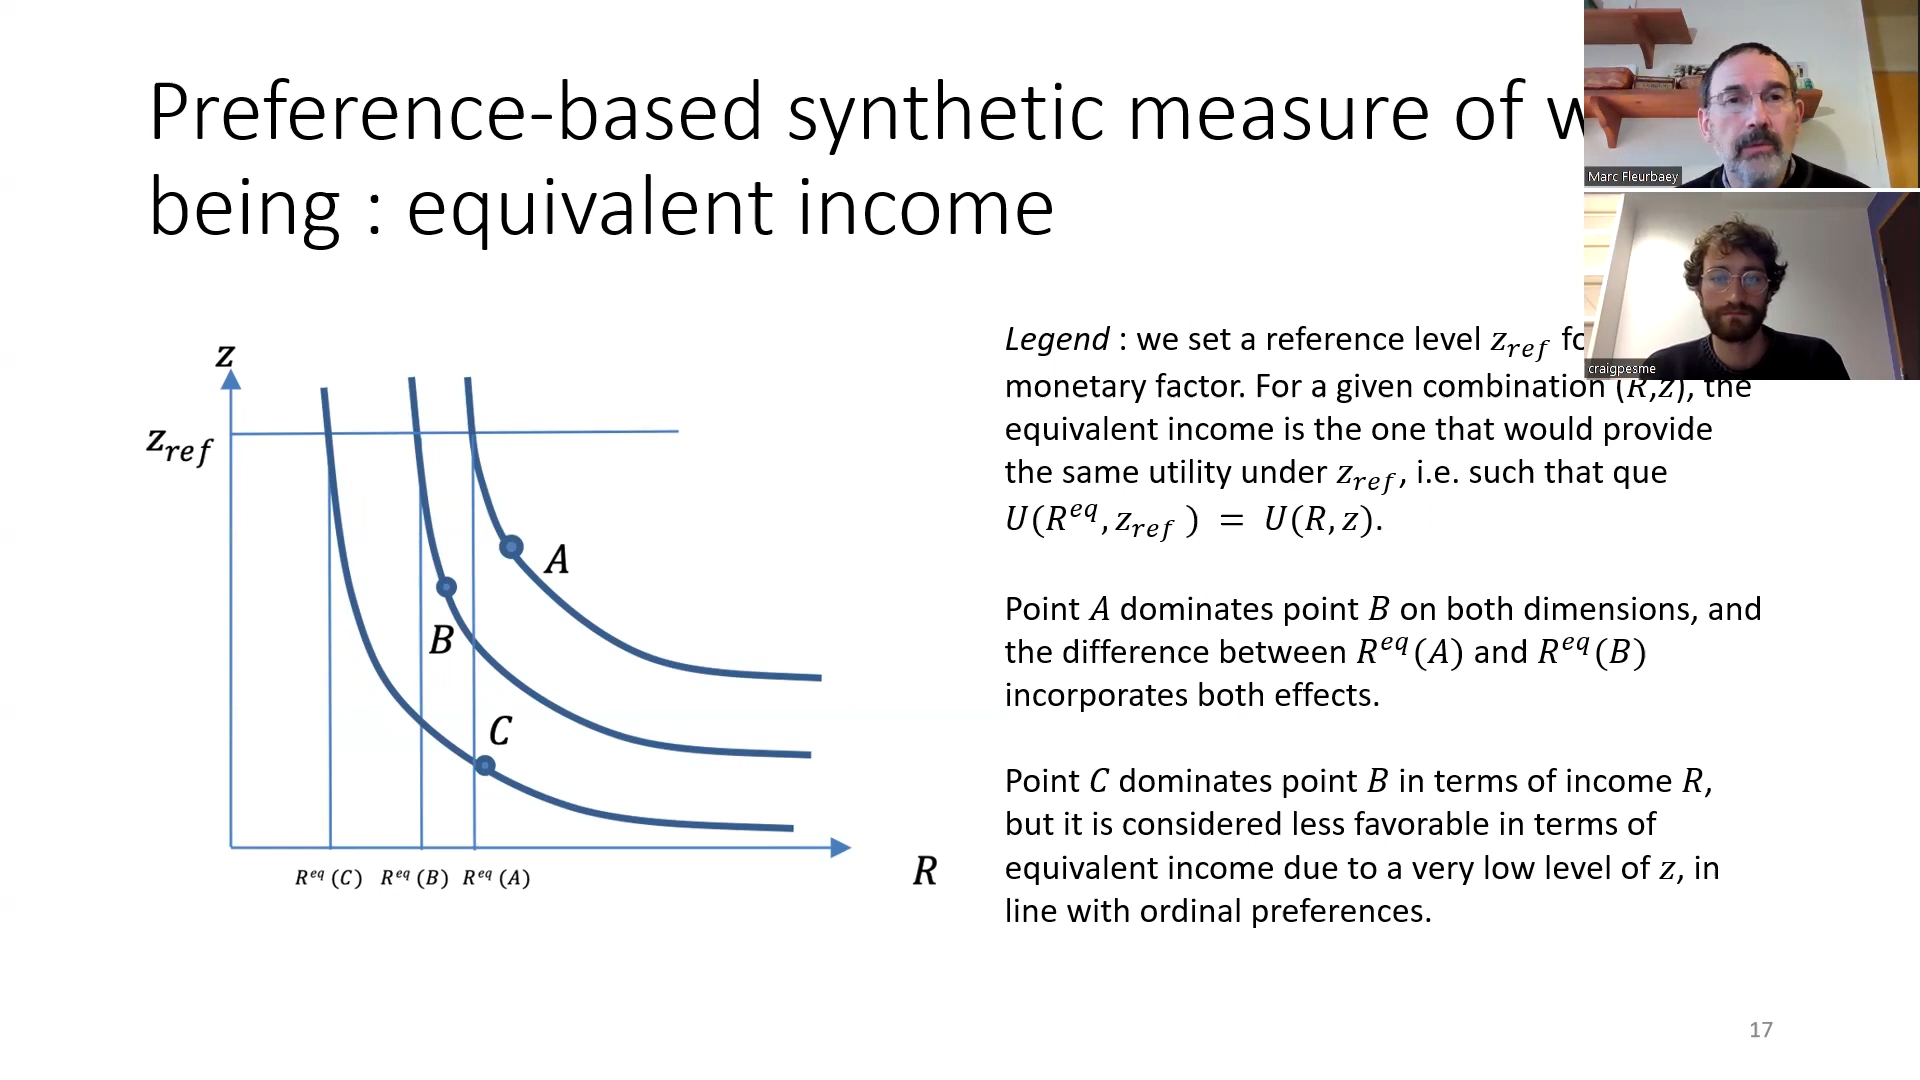 Preference-based synthetic measure of
being : equivalent income
Marc Fleurbaey
craigpesme
Legend : we set a reference level z_ref
monetary factor. For a given combination (R,z), the
equivalent income is the one that would provide
the same utility under z_ref, i.e. such that que
U(R^eq, z_ref ) = U(R, z).
Point A dominates point B on both dimensions, and
the difference between R^eq(A) and R^eq(B)
incorporates both effects.
Point C dominates point B in terms of income R,
but it is considered less favorable in terms of
equivalent income due to a very low level of z, in
line with ordinal preferences.
z
z_ref
A
B
C
R^eq (C) R^eq (B) R^eq (A)
R
17